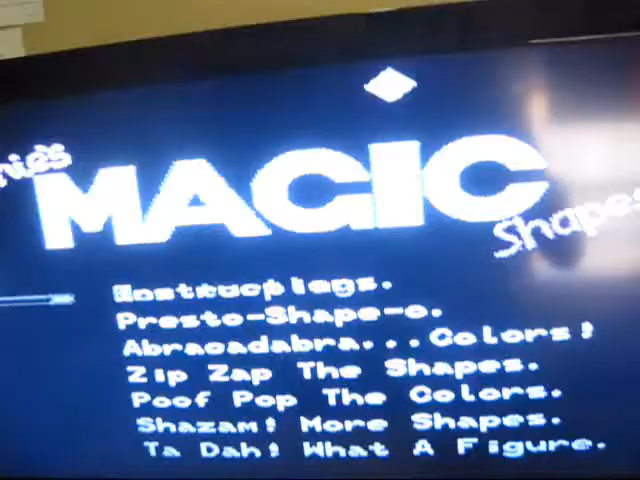 MAGIC
Shapes
Presto-Shape-o.
Abracadabra...Colors!
Zip Zap The Shapes.
Poof Pop The Colors.
Shazam! More Shapes.
Ta Dah! What A Figure.